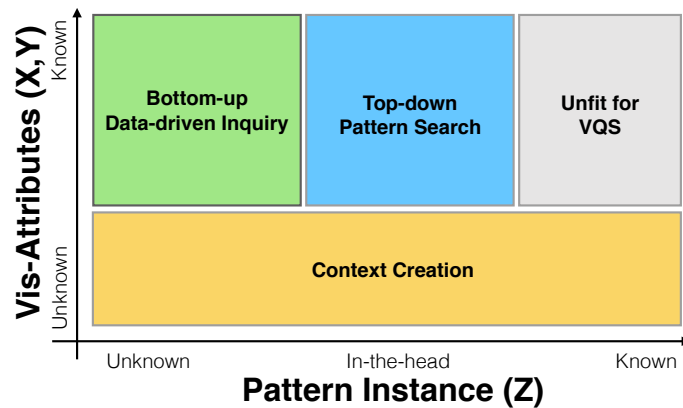 Vis-Attributes (X,Y)
Known
Unknown
Bottom-up
Data-driven Inquiry
Top-down
Pattern Search
Unfit for
VQS
Context Creation
Unknown
In-the-head
Known
Pattern Instance (Z)